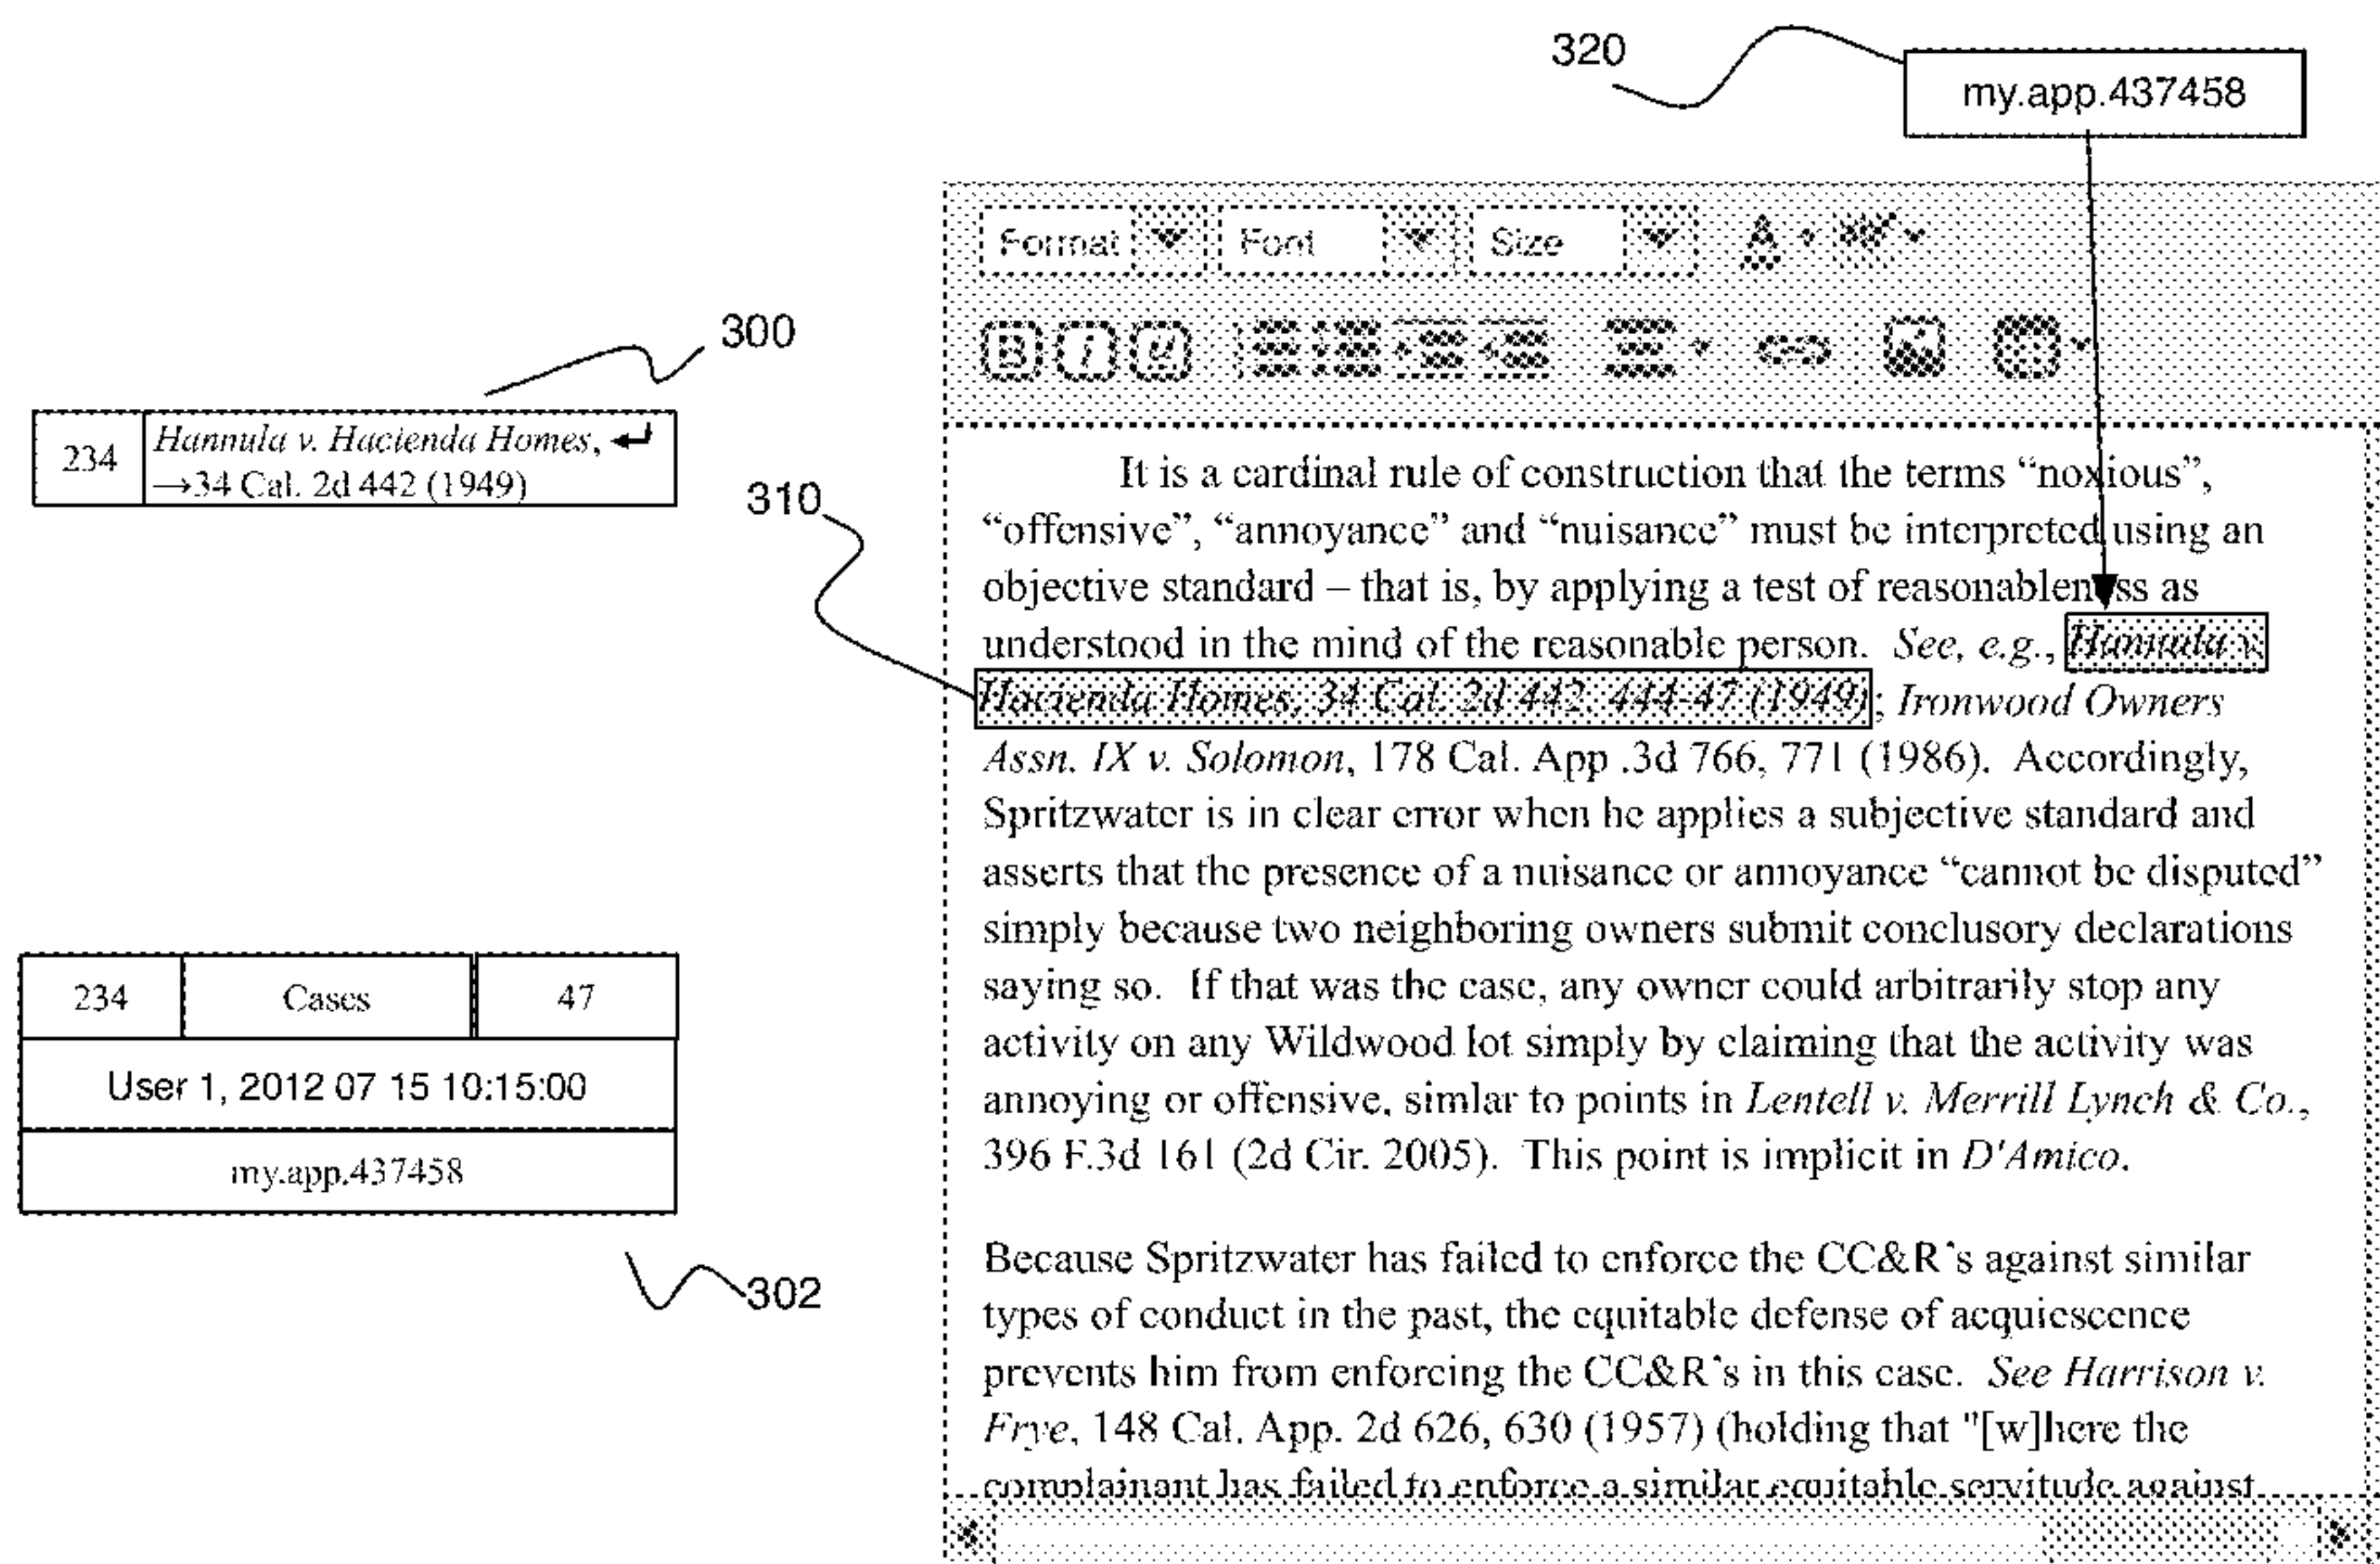 320
my.app.437458
Format Font Size
A
B i u
300
234
Hannula v. Hacienda Homes, ↵
→34 Cal. 2d 442 (1949)
310
It is a cardinal rule of construction that the terms “noxious”,
“offensive”, “annoyance” and “nuisance” must be interpreted using an
objective standard – that is, by applying a test of reasonableness as
understood in the mind of the reasonable person. See, e.g., Hannula v.
Hacienda Homes, 34 Cal. 2d 442, 444-47 (1949); Ironwood Owners
Assn. IX v. Solomon, 178 Cal. App .3d 766, 771 (1986). Accordingly,
Spritzwater is in clear error when he applies a subjective standard and
asserts that the presence of a nuisance or annoyance “cannot be disputed”
simply because two neighboring owners submit conclusory declarations
saying so. If that was the case, any owner could arbitrarily stop any
activity on any Wildwood lot simply by claiming that the activity was
annoying or offensive, simlar to points in Lentell v. Merrill Lynch & Co.,
396 F.3d 161 (2d Cir. 2005). This point is implicit in D'Amico.
Because Spritzwater has failed to enforce the CC&R's against similar
types of conduct in the past, the equitable defense of acquiescence
prevents him from enforcing the CC&R's in this case. See Harrison v.
Frye, 148 Cal. App. 2d 626, 630 (1957) (holding that "[w]here the
complainant has failed to enforce a similar equitable servitude against
234 Cases 47
User 1, 2012 07 15 10:15:00
my.app.437458
302